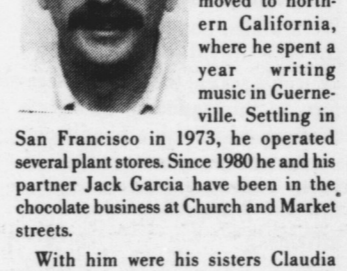 moved to north-
ern California,
where he spent a
year writing
music in Guerne-
ville. Settling in
San Francisco in 1973, he operated
several plant stores. Since 1980 he and his
partner Jack Garcia have been in the
chocolate business at Church and Market
streets.
With him were his sisters Claudia